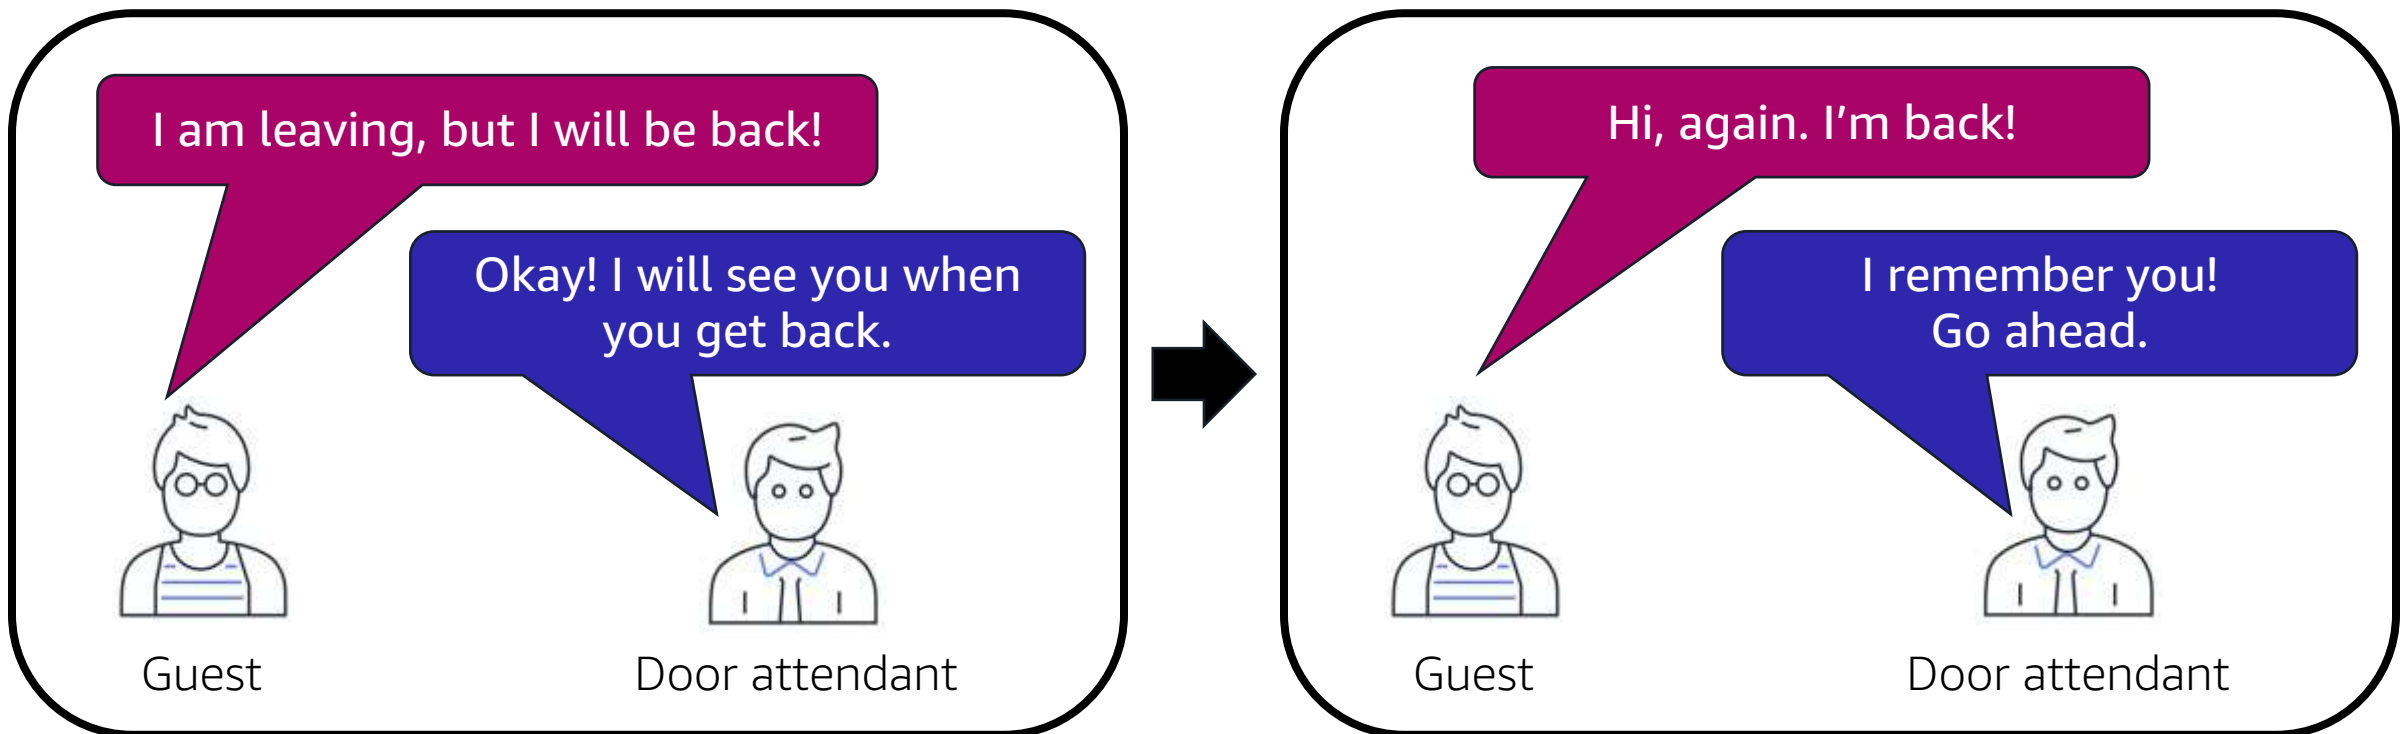 I am leaving, but I will be back!
Okay! I will see you when
you get back.
Guest
Door attendant
Hi, again. I’m back!
I remember you!
Go ahead.
Guest
Door attendant